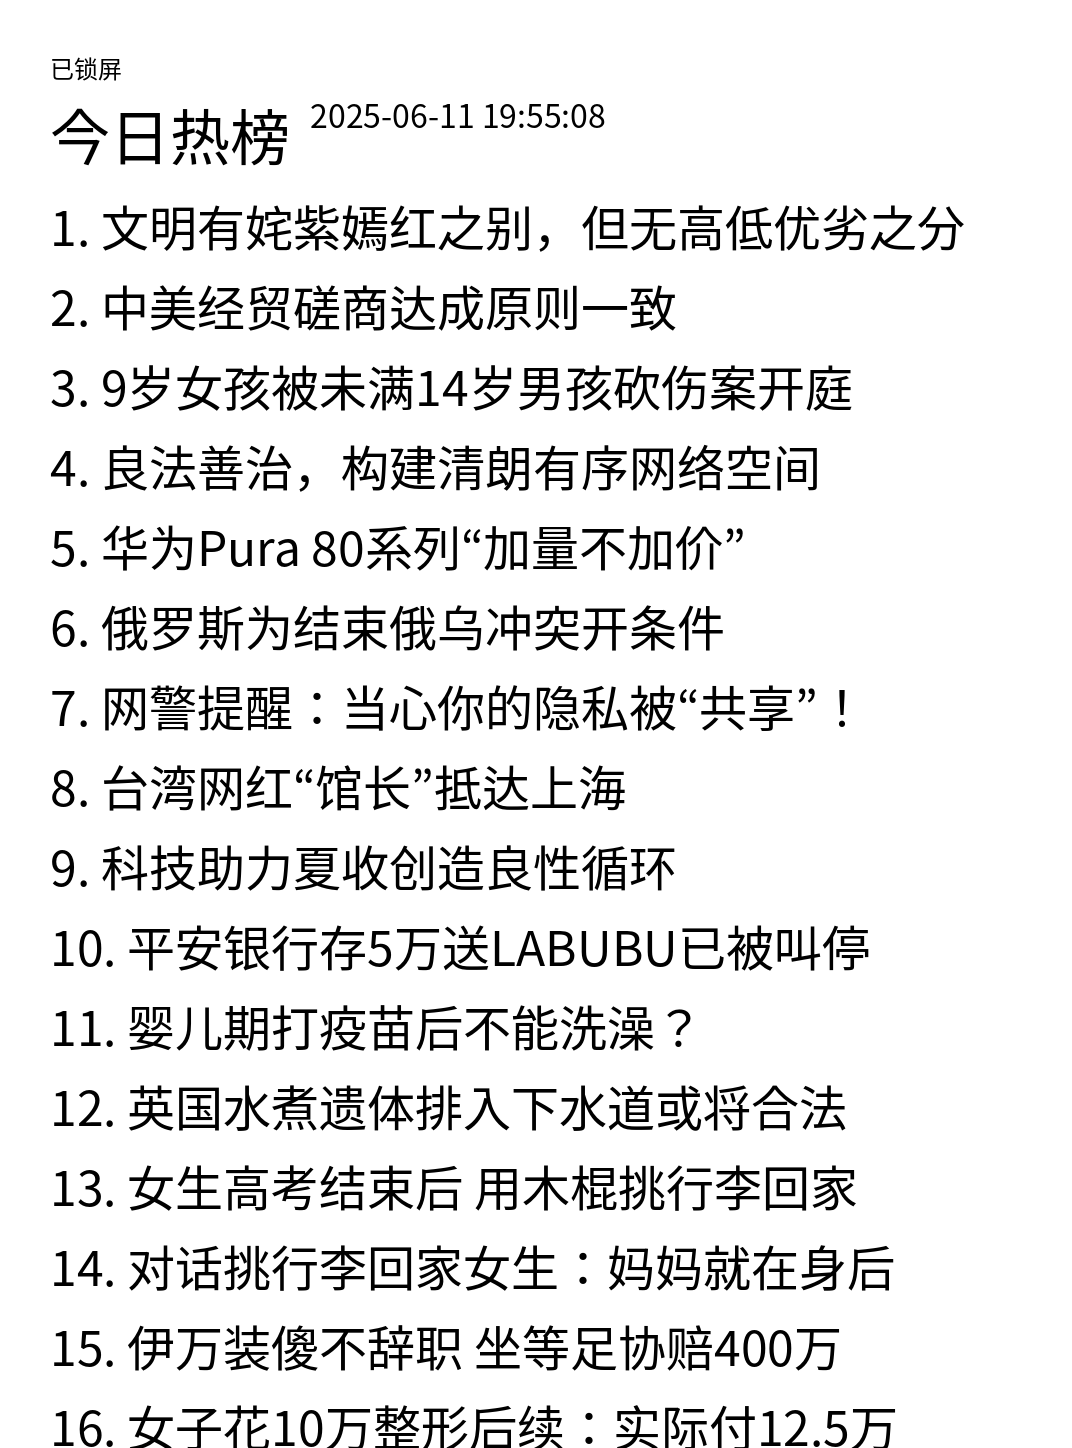 已锁屏
今日热榜 2025-06-11 19:55:08
1. 文明有姹紫嫣红之别，但无高低优劣之分
2. 中美经贸磋商达成原则一致
3. 9岁女孩被未满14岁男孩砍伤案开庭
4. 良法善治，构建清朗有序网络空间
5. 华为Pura 80系列“加量不加价”
6. 俄罗斯为结束俄乌冲突开条件
7. 网警提醒：当心你的隐私被“共享”！
8. 台湾网红“馆长”抵达上海
9. 科技助力夏收创造良性循环
10. 平安银行存5万送LABUBU已被叫停
11. 婴儿期打疫苗后不能洗澡？
12. 英国水煮遗体排入下水道或将合法
13. 女生高考结束后 用木棍挑行李回家
14. 对话挑行李回家女生：妈妈就在身后
15. 伊万装傻不辞职 坐等足协赔400万
16. 女子花10万整形后续：实际付12.5万